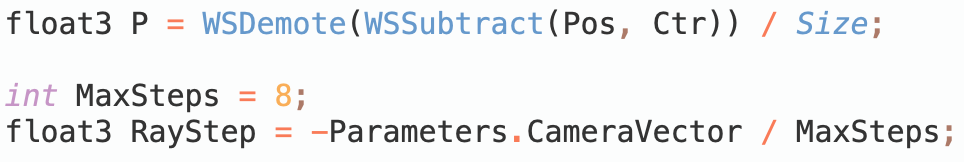 float3 P = WSDemote(WSSubtract(Pos, Ctr)) / Size;
int MaxSteps = 8;
float3 RayStep = -Parameters.CameraVector / MaxSteps;